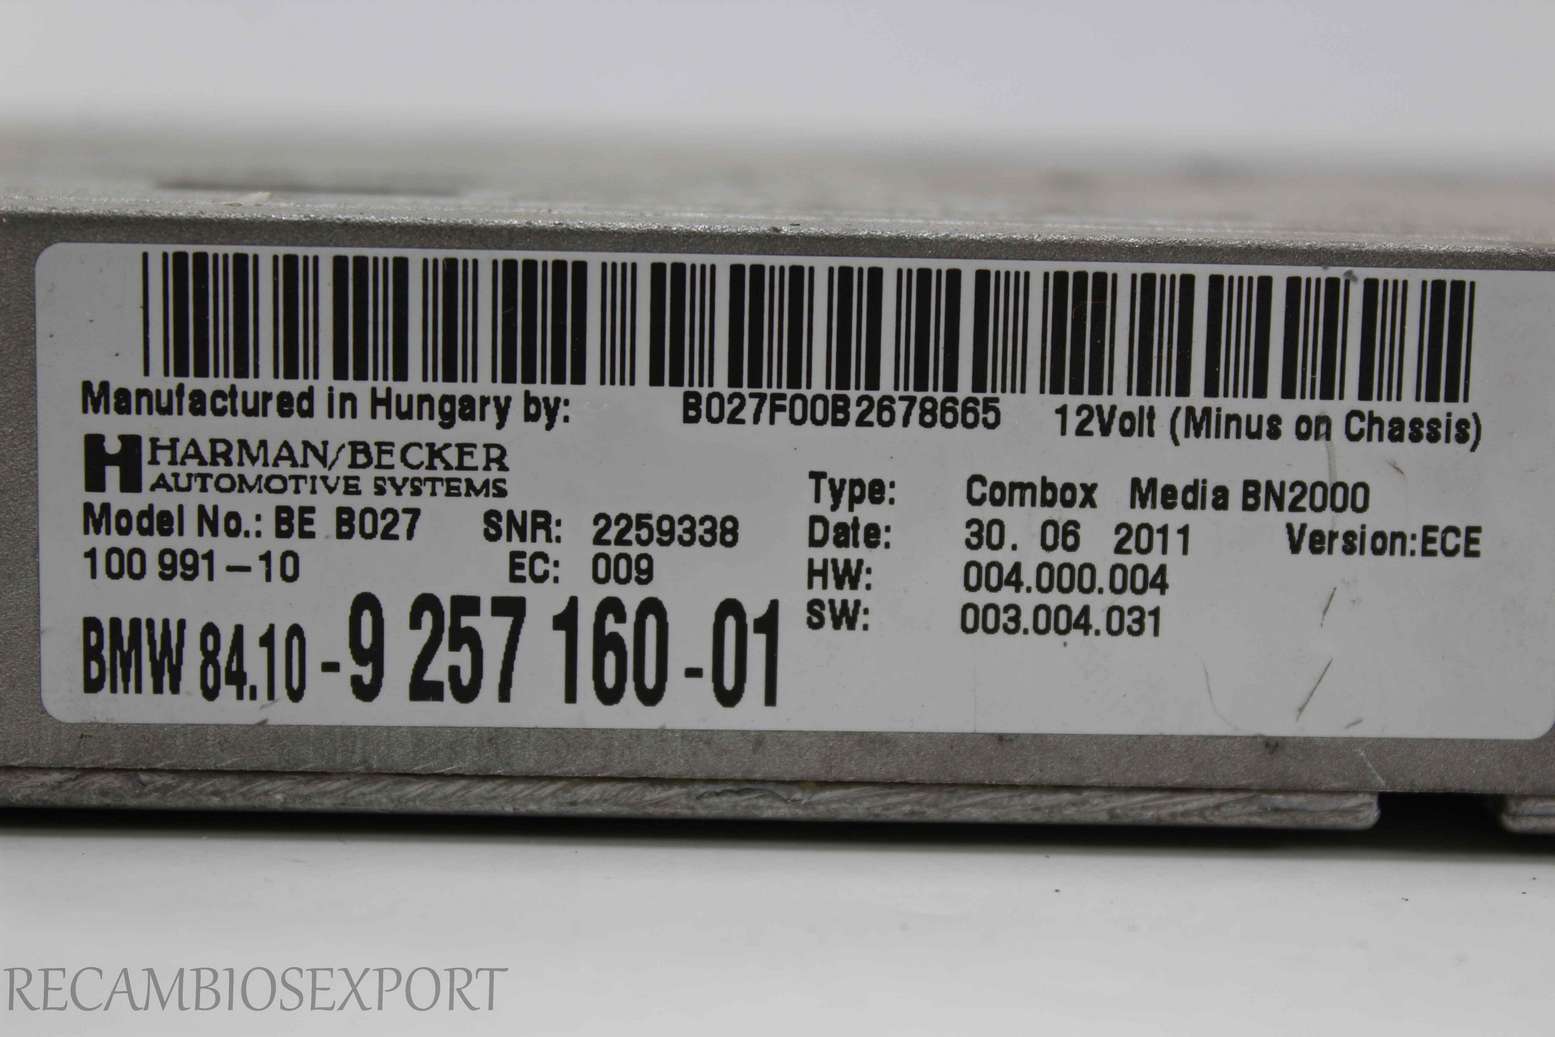 Manufactured in Hungary by: B027F00B2678665 12Volt (Minus on Chassis)
HARMAN/BECKER
AUTOMOTIVE SYSTEMS
Type: Combox Media BN2000
Model No.: BE B027 SNR: 2259338
Date: 30. 06 2011 Version:ECE
100 991-10 EC: 009
HW: 004.000.004
SW: 003.004.031
BMW 84.10-9 257 160-01
RECAMBIOSEXPORT